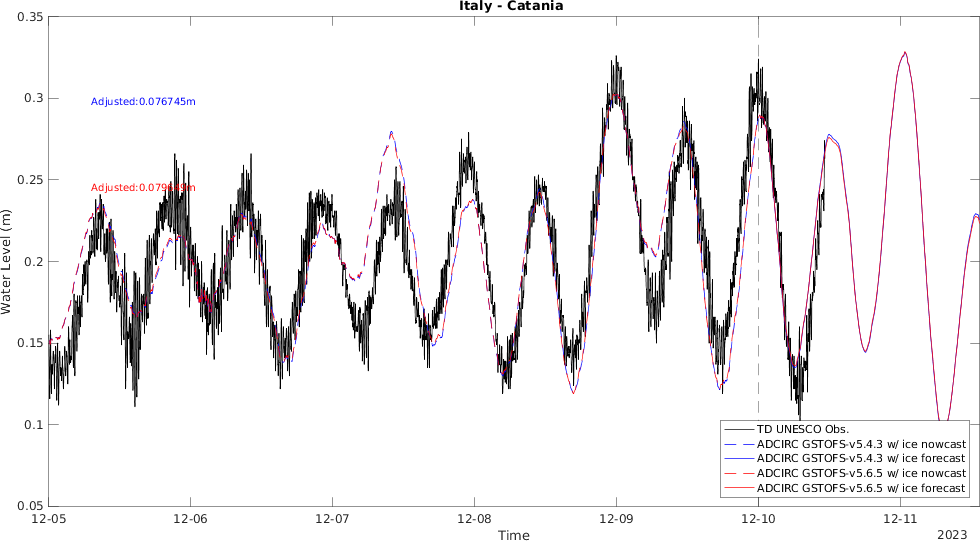 Italy - Catania
0.35
0.3
0.25
0.2
0.15
0.1
0.05
Water Level (m)
Adjusted:0.076745m
Adjusted:0.079649m
TD UNESCO Obs.
ADCIRC GSTOFS-v5.4.3 w/ ice nowcast
ADCIRC GSTOFS-v5.4.3 w/ ice forecast
ADCIRC GSTOFS-v5.6.5 w/ ice nowcast
ADCIRC GSTOFS-v5.6.5 w/ ice forecast
12-05 12-06 12-07 12-08 12-09 12-10 12-11
Time
2023